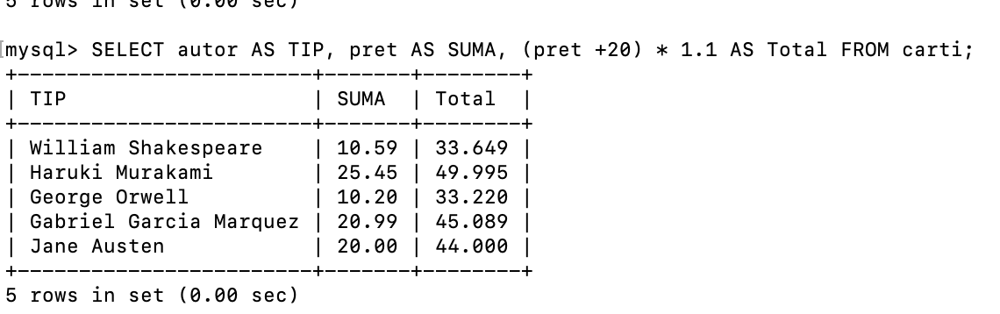 5 rows in set (0.00 sec)
[mysql> SELECT autor AS TIP, pret AS SUMA, (pret +20) * 1.1 AS Total FROM carti;
+------------------------+-------+--------+
| TIP                    | SUMA  | Total  |
+------------------------+-------+--------+
| William Shakespeare    | 10.59 | 33.649 |
| Haruki Murakami        | 25.45 | 49.995 |
| George Orwell          | 10.20 | 33.220 |
| Gabriel Garcia Marquez | 20.99 | 45.089 |
| Jane Austen            | 20.00 | 44.000 |
+------------------------+-------+--------+
5 rows in set (0.00 sec)